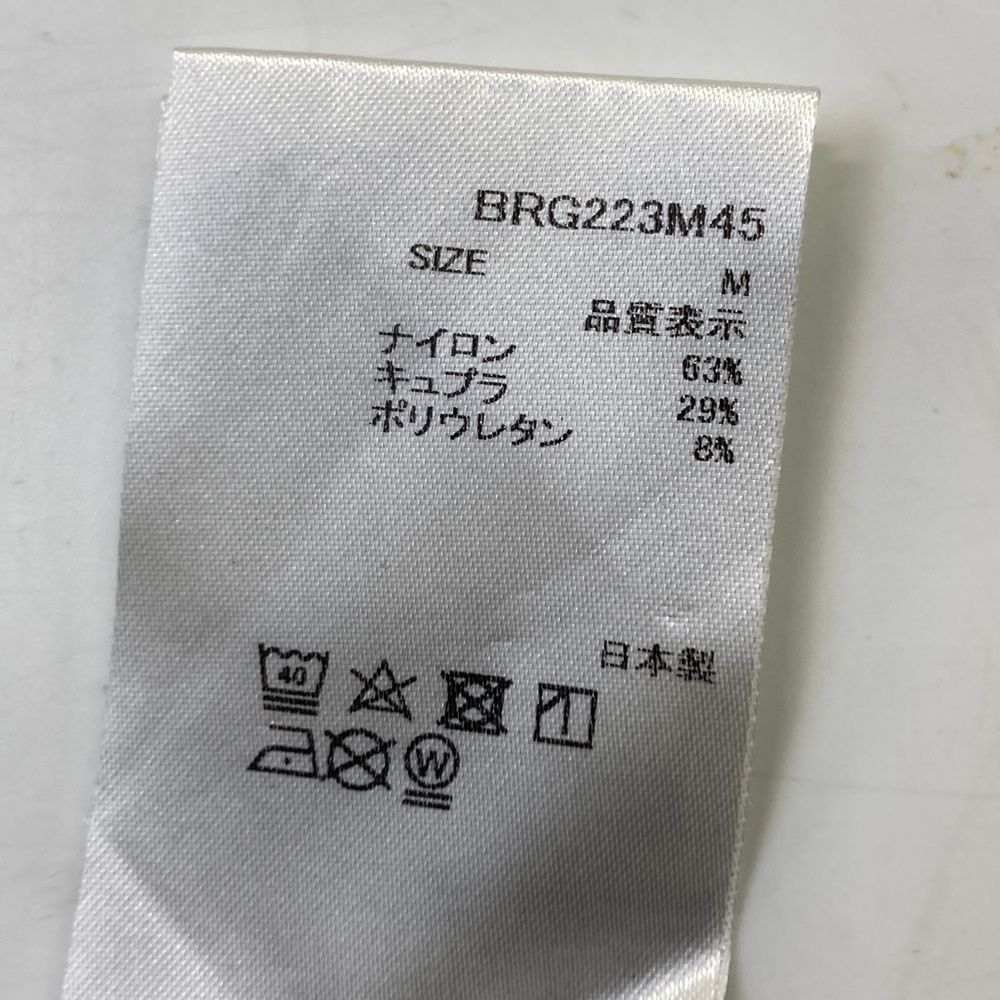 BRG223M45
SIZE M
品質表示
ナイロン 63%
キュプラ 29%
ポリウレタン 8%
日本製
40
W